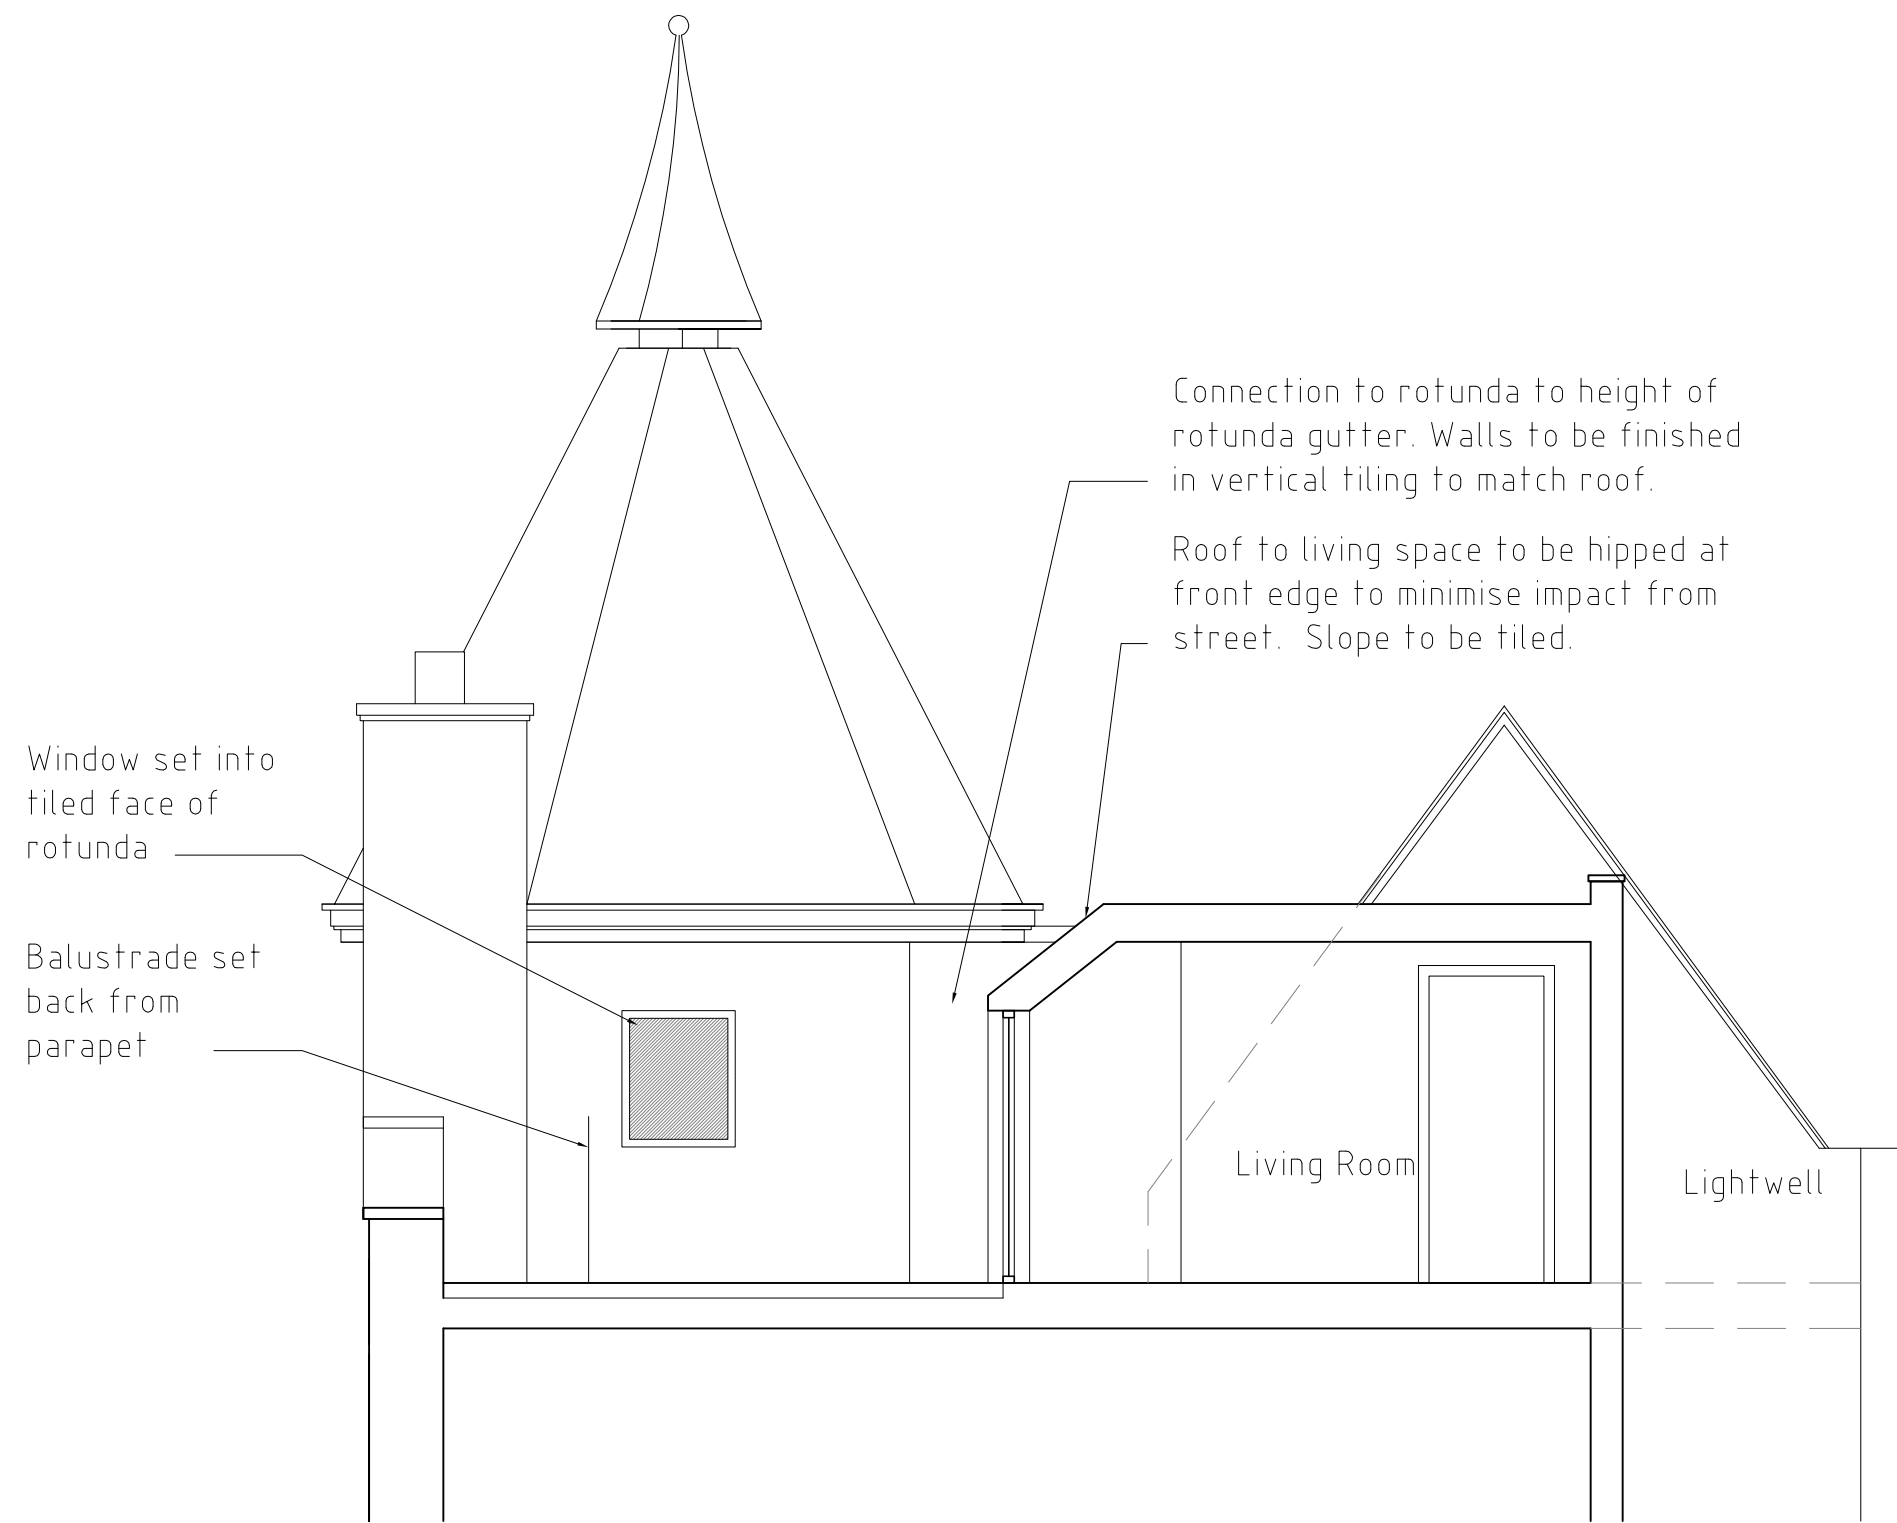 Connection to rotunda to height of
rotunda gutter. Walls to be finished
in vertical tiling to match roof.
Roof to living space to be hipped at
front edge to minimise impact from
street. Slope to be tiled.
Window set into
tiled face of
rotunda
Balustrade set
back from
parapet
Living Room
Lightwell